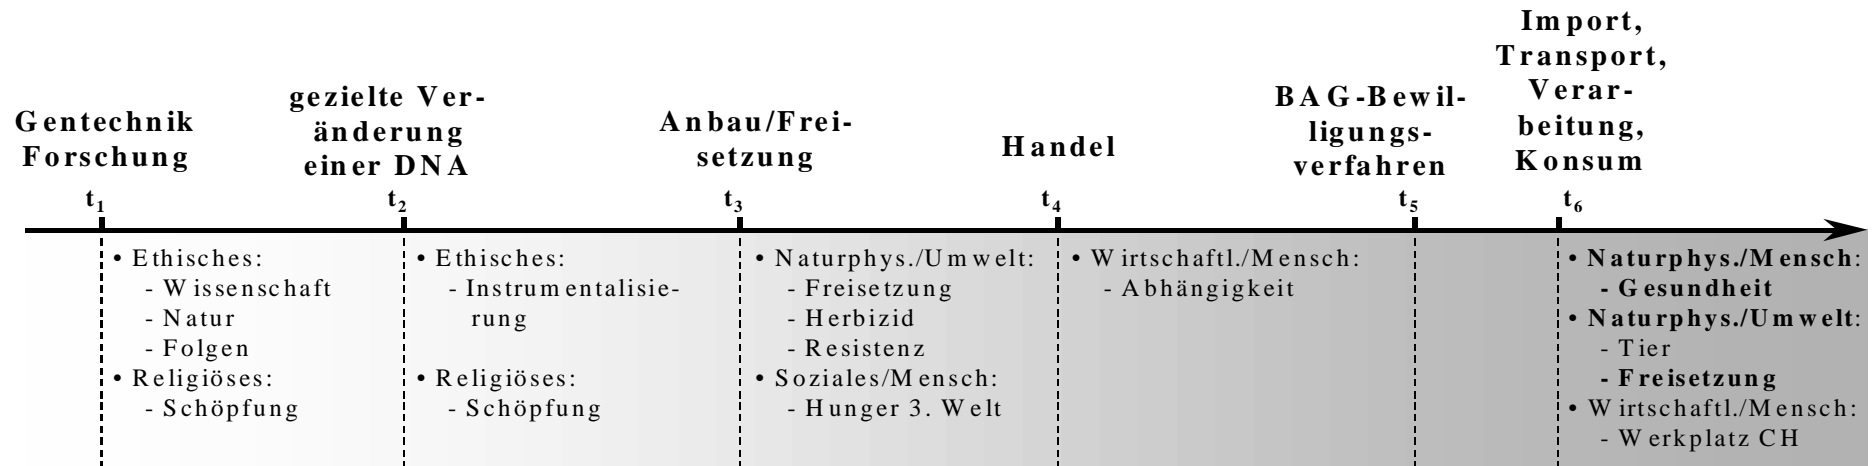 Gentechnik
Forschung
t1
gezielte Ver-
änderung
einer DNA
t2
Anbau/Frei-
setzung
t3
Handel
t4
BAG-Bewil-
ligungs-
verfahren
t5
Import,
Transport,
Verar-
beitung,
Konsum
t6
• Ethisches:
- Wissenschaft
- Natur
- Folgen
• Religiöses:
- Schöpfung
• Ethisches:
- Instrumentalisie-
rung
• Religiöses:
- Schöpfung
• Naturphys./Umwelt:
- Freisetzung
- Herbizid
- Resistenz
• Soziales/Mensch:
- Hunger 3. Welt
• Wirtschaftl./Mensch:
- Abhängigkeit
• Naturphys./Mensch:
- Gesundheit
• Naturphys./Umwelt:
- Tier
- Freisetzung
• Wirtschaftl./Mensch:
- Werkplatz CH